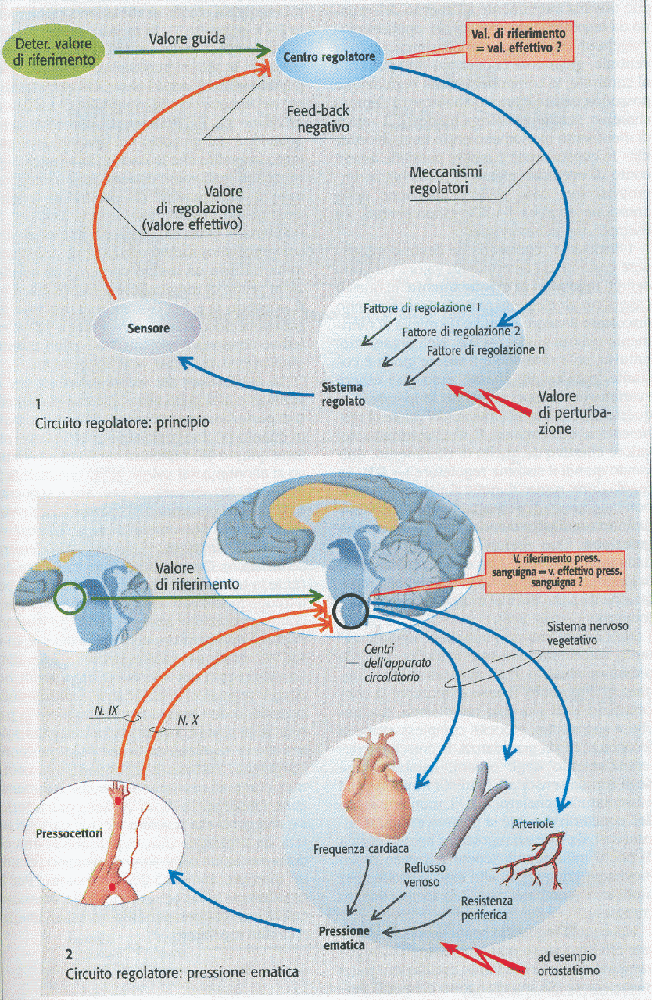 Deter. valore
di riferimento
Valore guida
Centro regolatore
Val. di riferimento
= val. effettivo ?
Feed-back
negativo
Meccanismi
regolatori
Valore
di regolazione
(valore effettivo)
Fattore di regolazione 1
Fattore di regolazione 2
Fattore di regolazione n
Sensore
Sistema
regolato
Valore
di perturba-
zione
1
Circuito regolatore: principio
Valore
di riferimento
V. riferimento press.
sanguigna = v. effettivo press.
sanguigna ?
Sistema nervoso
vegetativo
Centri
dell'apparato
circolatorio
N. IX
N. X
Pressocettori
Arteriole
Frequenza cardiaca
Reflusso
venoso
Resistenza
periferica
Pressione
ematica
ad esempio
ortostatismo
2
Circuito regolatore: pressione ematica